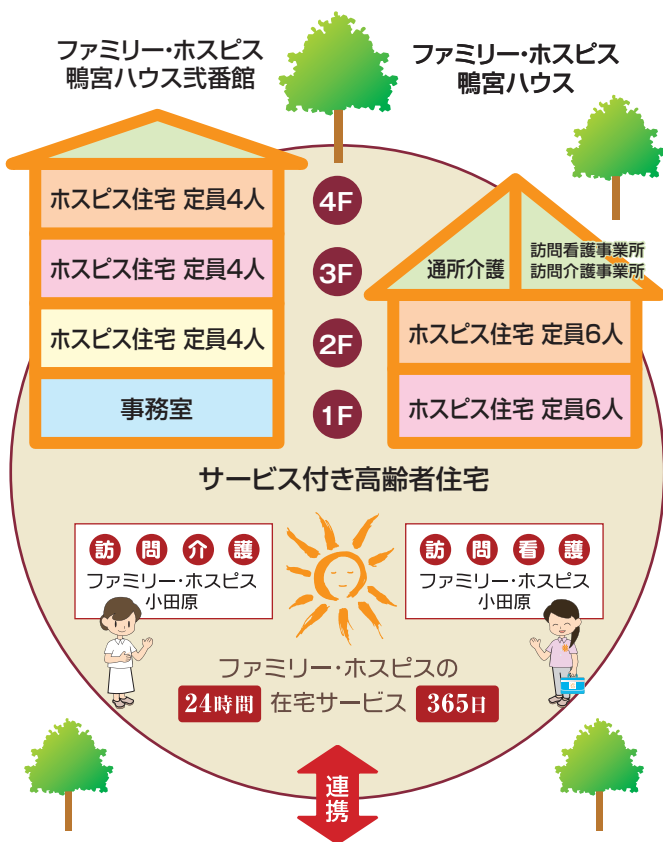 ファミリー・ホスピス
鴨宮ハウス弐番館
ファミリー・ホスピス
鴨宮ハウス
ホスピス住宅 定員4人
4F
ホスピス住宅 定員4人
3F
通所介護
訪問看護事業所
訪問介護事業所
ホスピス住宅 定員4人
2F
ホスピス住宅 定員6人
事務室
1F
ホスピス住宅 定員6人
サービス付き高齢者住宅
訪問介護
ファミリー・ホスピス
小田原
訪問看護
ファミリー・ホスピス
小田原
ファミリー・ホスピスの
24時間 在宅サービス 365日
連携